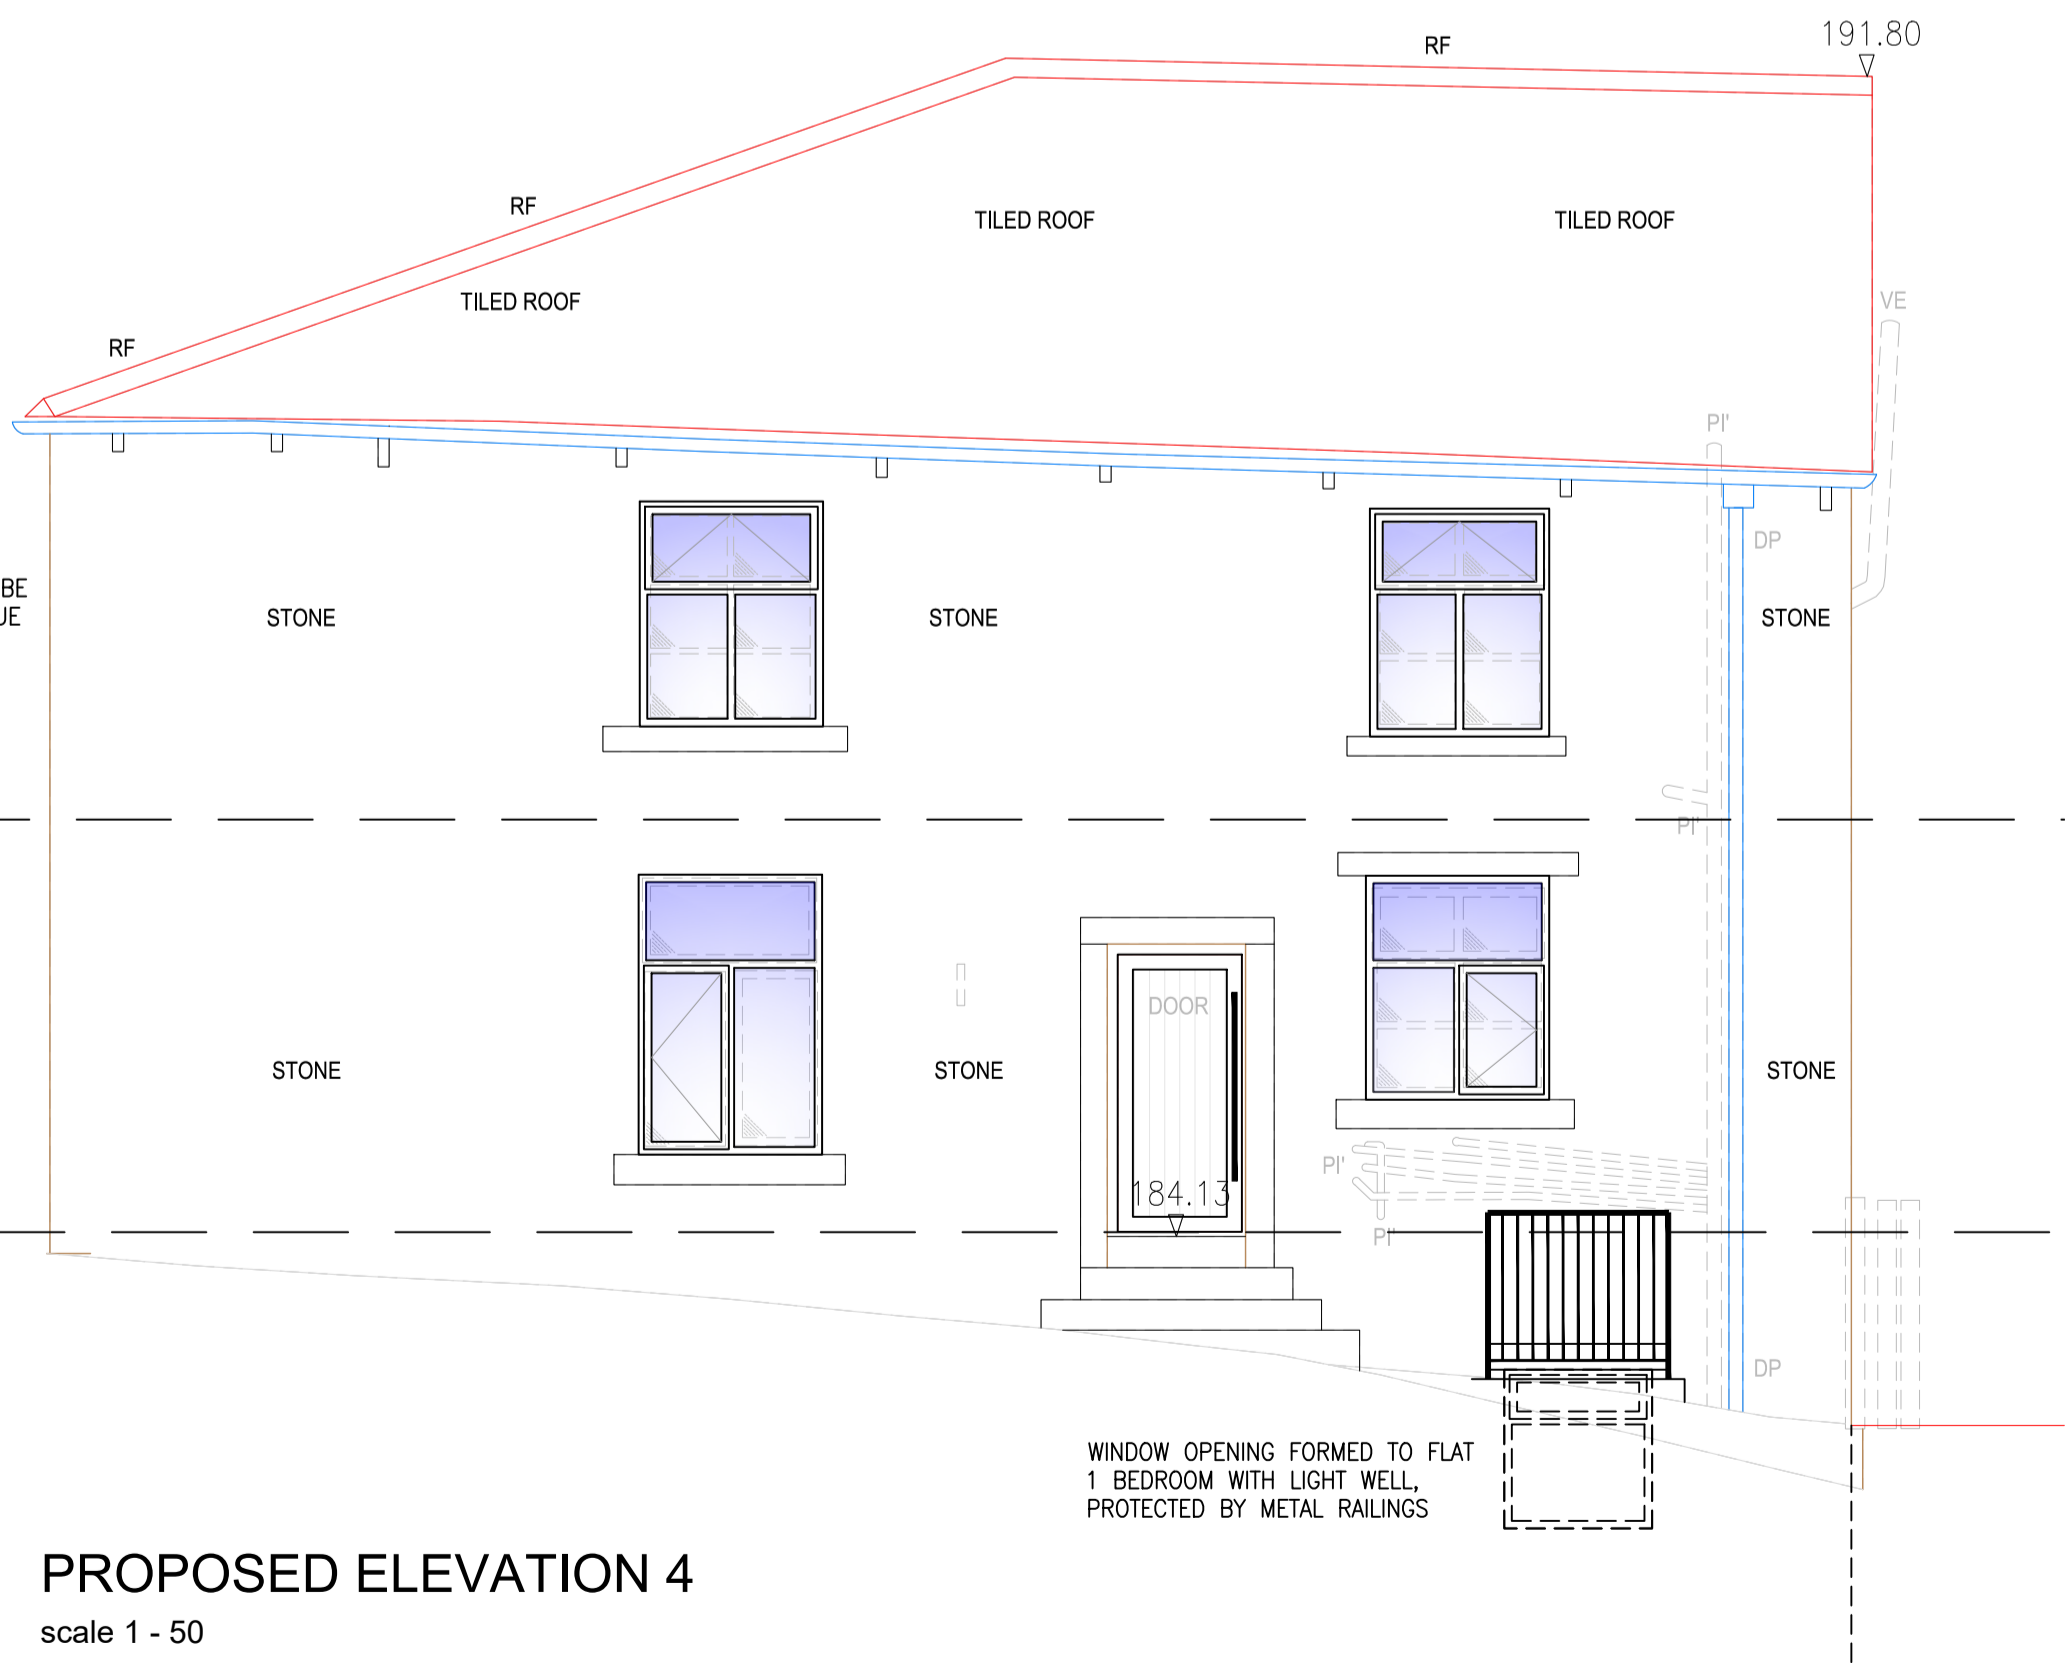 191.80
RF
RF
TILED ROOF
TILED ROOF
TILED ROOF
VE
RF
PI'
DP
BE
UE
STONE
STONE
STONE
PI'
DOOR
STONE
STONE
STONE
PI'
184.13
PI'
DP
WINDOW OPENING FORMED TO FLAT
1 BEDROOM WITH LIGHT WELL,
PROTECTED BY METAL RAILINGS
PROPOSED ELEVATION 4
scale 1 - 50